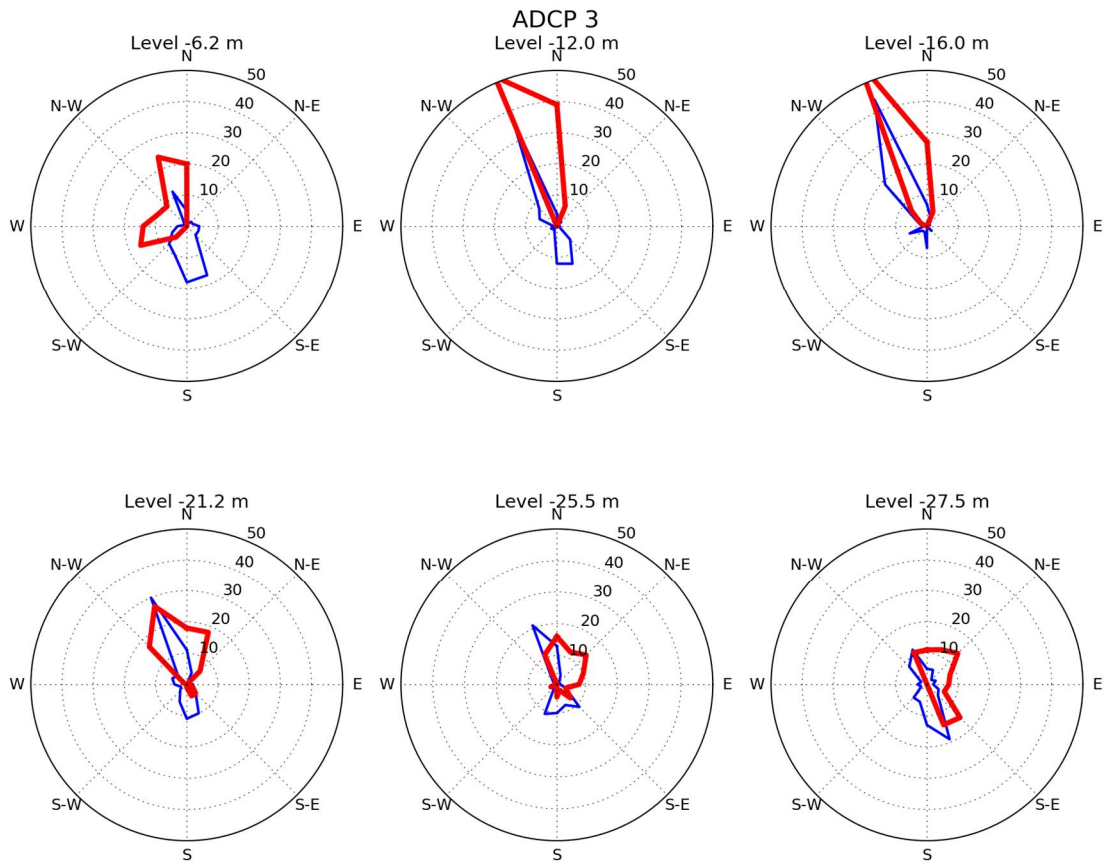 ADCP 3
Level -6.2 m
Level -12.0 m
Level -16.0 m
N
N
N
50
50
50
N-W
40
N-E
N-W
40
N-E
N-W
40
N-E
30
30
30
20
20
20
10
10
10
W
E
W
E
W
E
S-W
S-E
S-W
S-E
S-W
S-E
S
S
S
Level -21.2 m
Level -25.5 m
Level -27.5 m
N
N
N
50
50
50
N-W
40
N-E
N-W
40
N-E
N-W
40
N-E
30
30
30
20
20
20
10
10
10
W
E
W
E
W
E
S-W
S-E
S-W
S-E
S-W
S-E
S
S
S